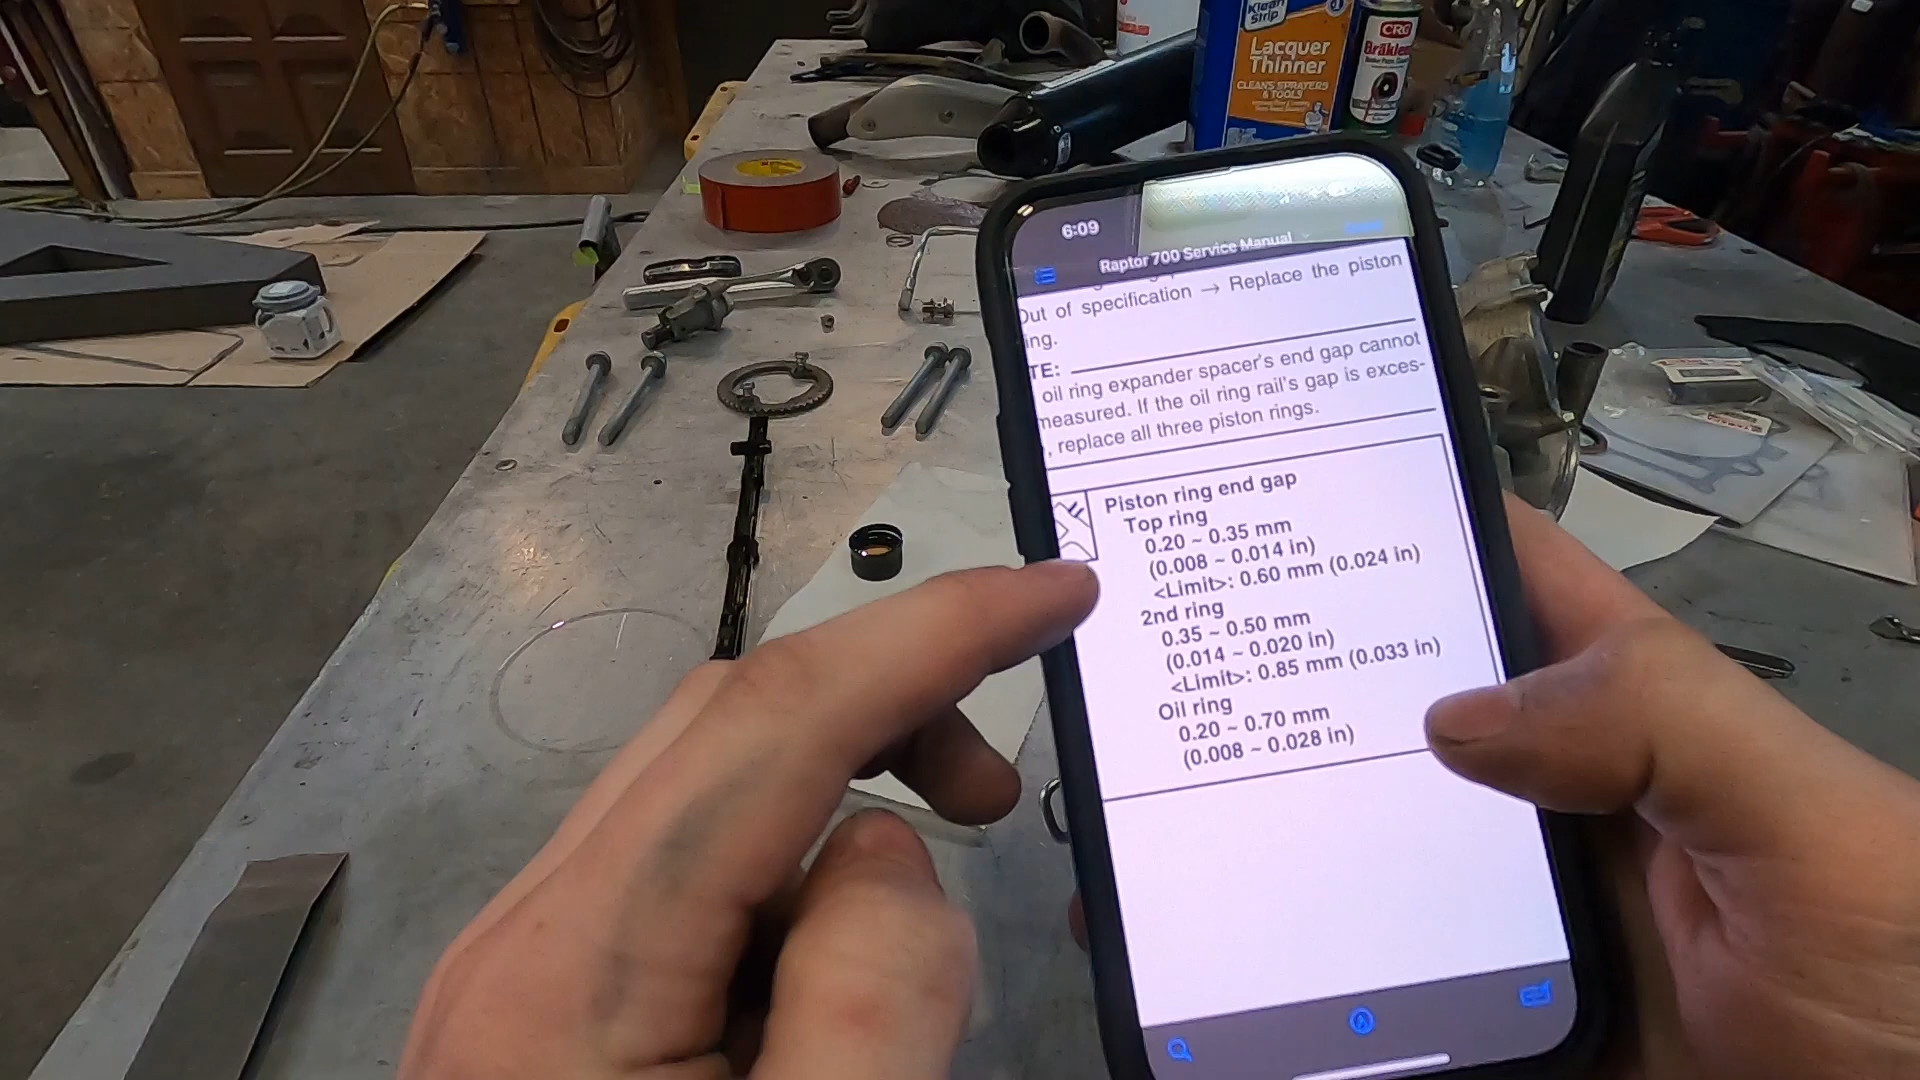 6:09
Raptor 700 Service Manual
Out of specification → Replace the piston
ing.
TE:
oil ring expander spacer's end gap cannot
measured. If the oil ring rail's gap is exces-
, replace all three piston rings.
Piston ring end gap
Top ring
0.20 ~ 0.35 mm
(0.008 ~ 0.014 in)
<Limit>: 0.60 mm (0.024 in)
2nd ring
0.35 ~ 0.50 mm
(0.014 ~ 0.020 in)
<Limit>: 0.85 mm (0.033 in)
Oil ring
0.20 ~ 0.70 mm
(0.008 ~ 0.028 in)
Klean
Strip
Lacquer
Thinner
CLEANS SPRAYERS
& TOOLS
CRC
Bräkleen